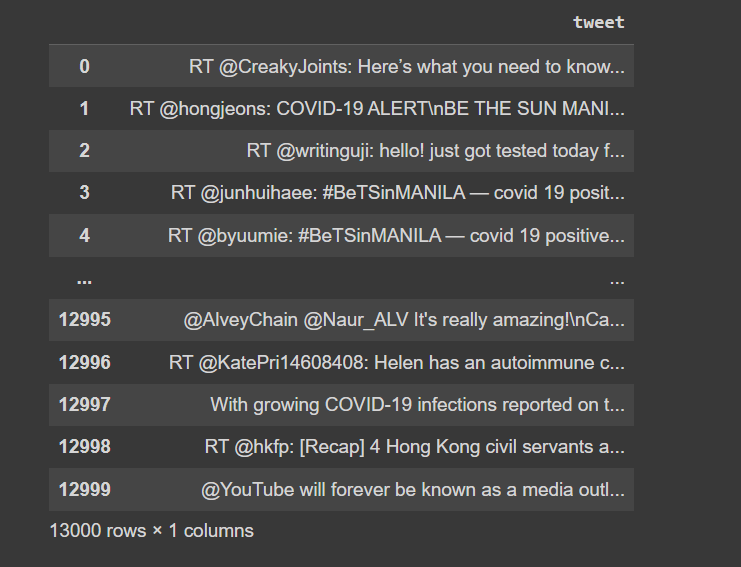 tweet
0 RT @CreakyJoints: Here’s what you need to know...
1 RT @hongjeons: COVID-19 ALERT\nBE THE SUN MANI...
2 RT @writinguji: hello! just got tested today f...
3 RT @junhuihaee: #BeTSinMANILA — covid 19 posit...
4 RT @byuumie: #BeTSinMANILA — covid 19 positive...
... ...
12995 @AlveyChain @Naur_ALV It's really amazing!\nCa...
12996 RT @KatePri14608408: Helen has an autoimmune c...
12997 With growing COVID-19 infections reported on t...
12998 RT @hkfp: [Recap] 4 Hong Kong civil servants a...
12999 @YouTube will forever be known as a media outl...
13000 rows × 1 columns